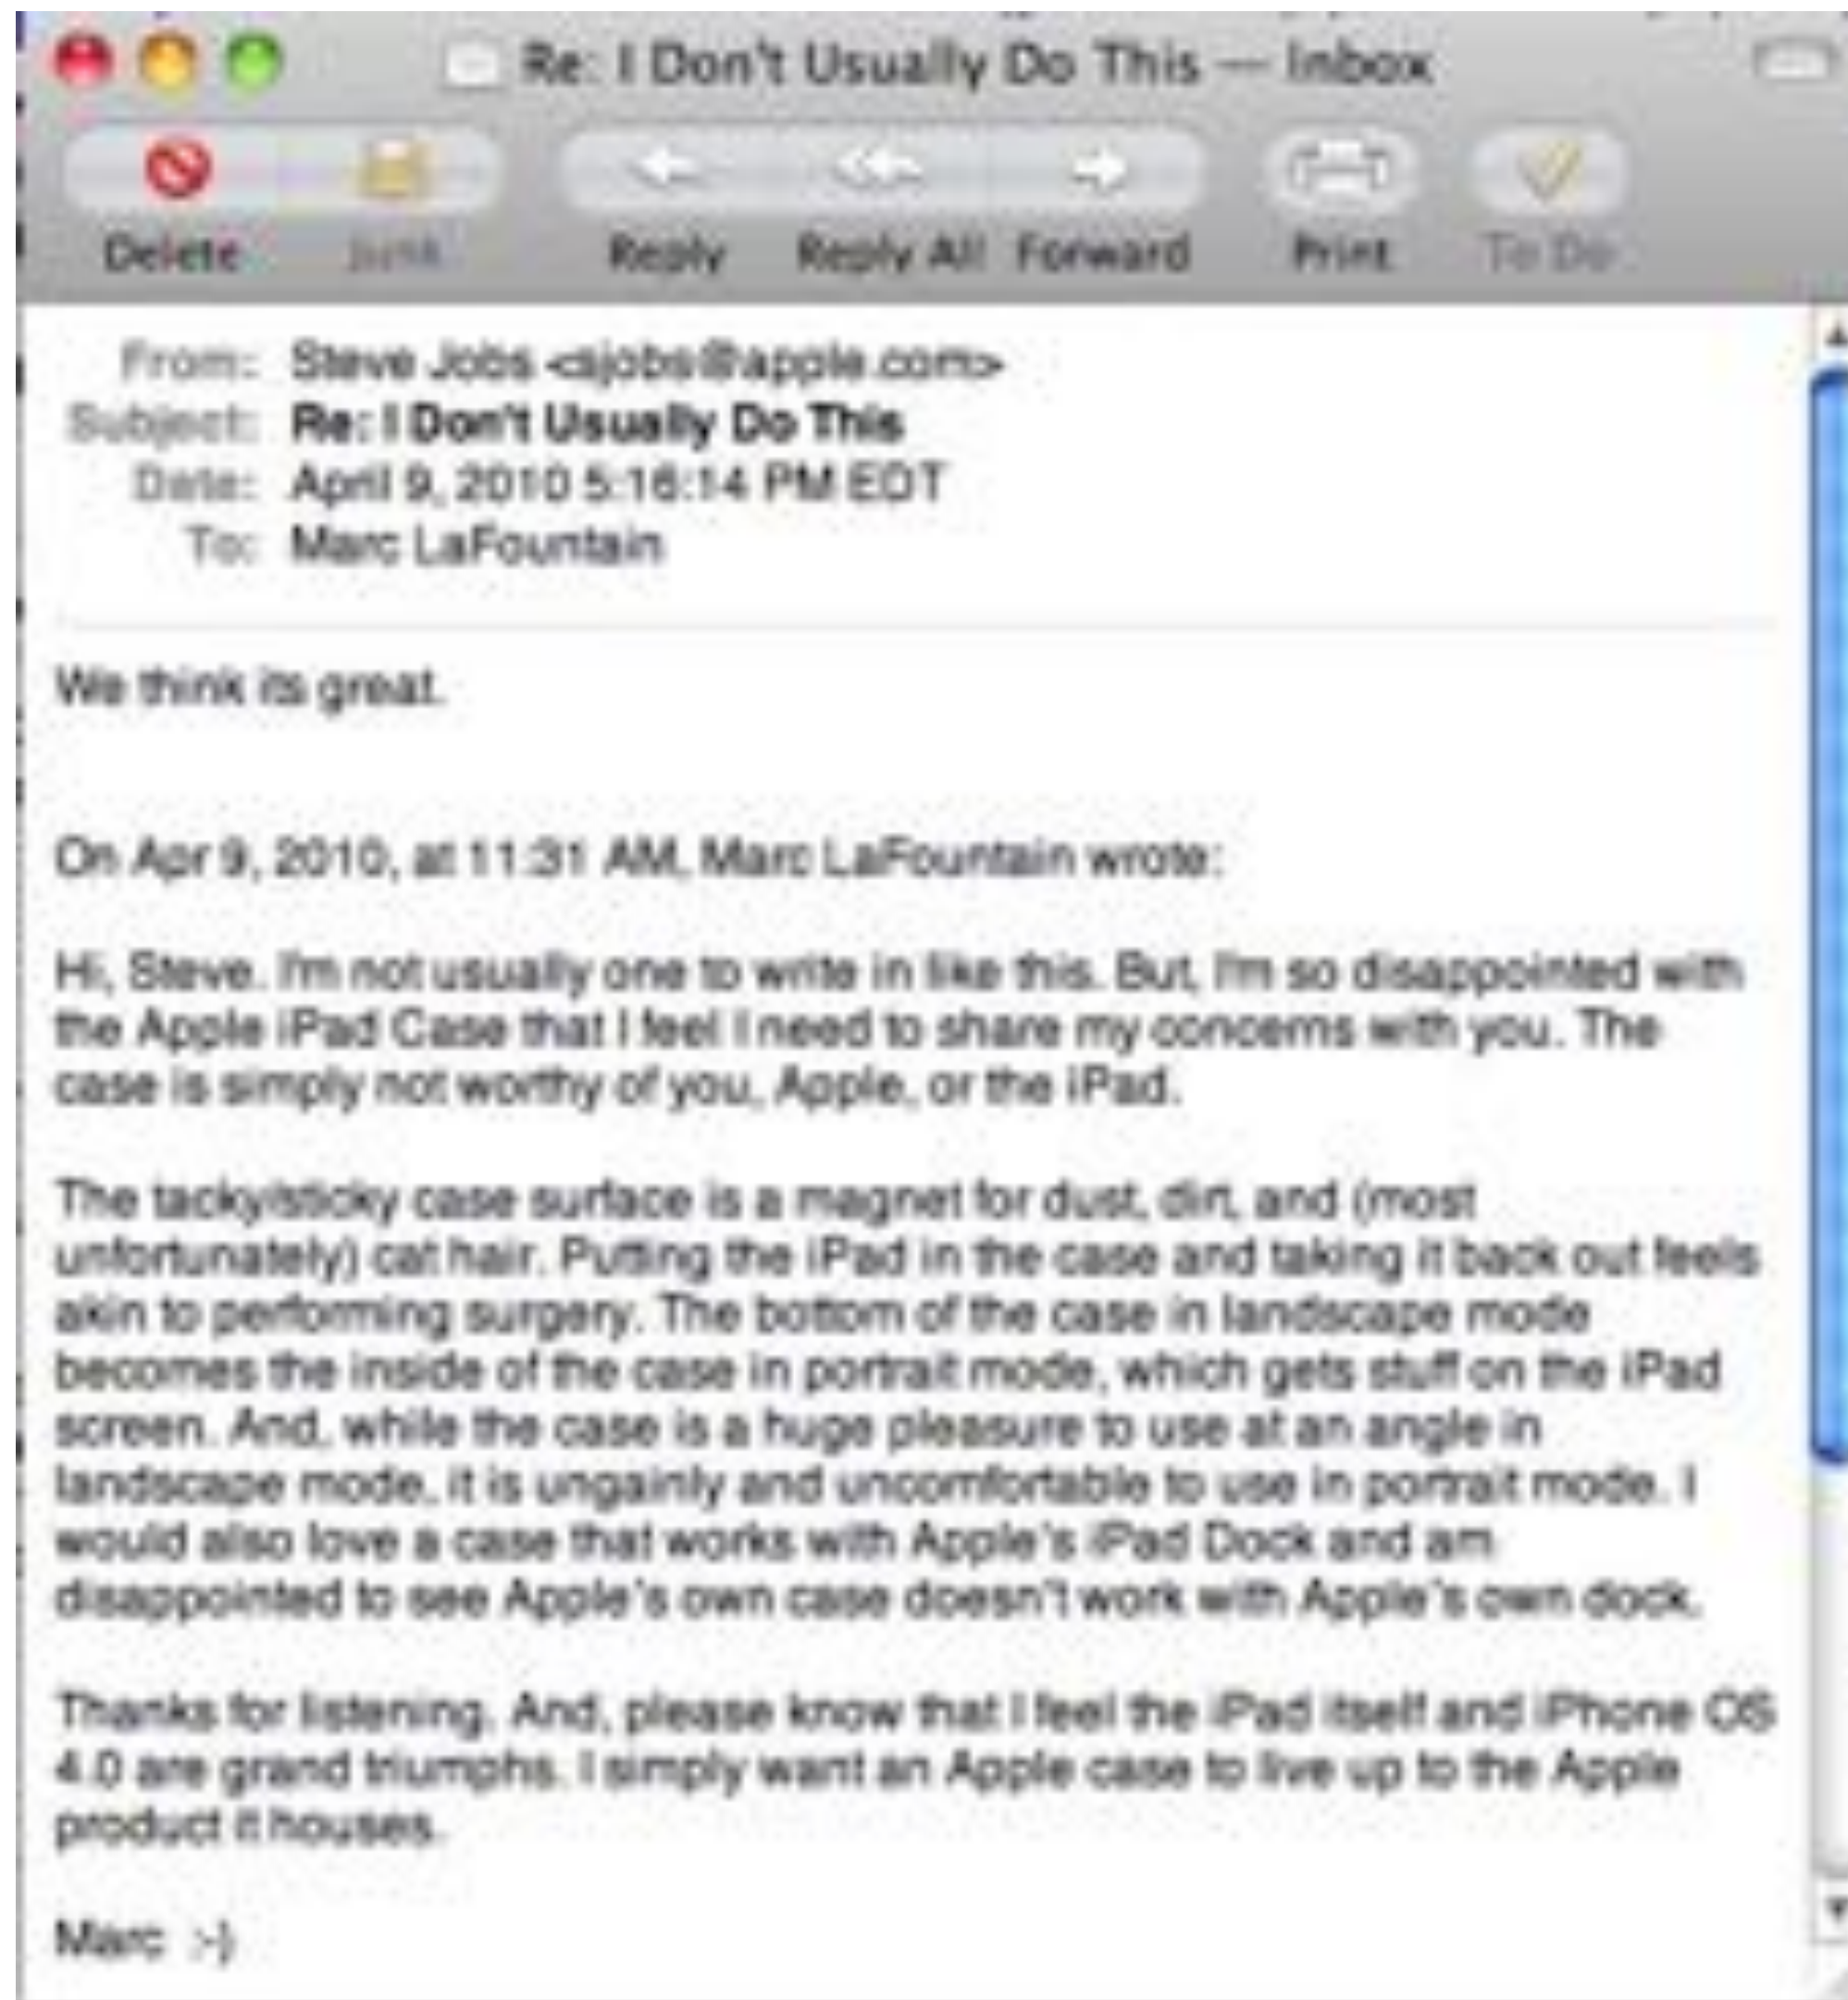 Re: I Don't Usually Do This — Inbox
Delete Junk Reply Reply All Forward Print To Do
From: Steve Jobs <sjobs@apple.com>
Subject: Re: I Don't Usually Do This
Date: April 9, 2010 5:16:14 PM EDT
To: Marc LaFountain
We think its great.
On Apr 9, 2010, at 11:31 AM, Marc LaFountain wrote:
Hi, Steve. I'm not usually one to write in like this. But, I'm so disappointed with
the Apple iPad Case that I feel I need to share my concerns with you. The
case is simply not worthy of you, Apple, or the iPad.
The tacky/sticky case surface is a magnet for dust, dirt, and (most
unfortunately) cat hair. Putting the iPad in the case and taking it back out feels
akin to performing surgery. The bottom of the case in landscape mode
becomes the inside of the case in portrait mode, which gets stuff on the iPad
screen. And, while the case is a huge pleasure to use at an angle in
landscape mode, it is ungainly and uncomfortable to use in portrait mode. I
would also love a case that works with Apple's iPad Dock and am
disappointed to see Apple's own case doesn't work with Apple's own dock.
Thanks for listening. And, please know that I feel the iPad itself and iPhone OS
4.0 are grand triumphs. I simply want an Apple case to live up to the Apple
product it houses.
Marc :-)